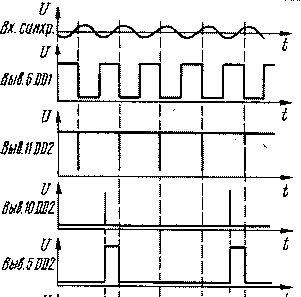 U
Вх. синхр.
t
U
Выв. 6 DD1
t
U
Выв. 11 DD2
t
U
Выв. 10 DD2
t
U
Выв. 5 DD2
t